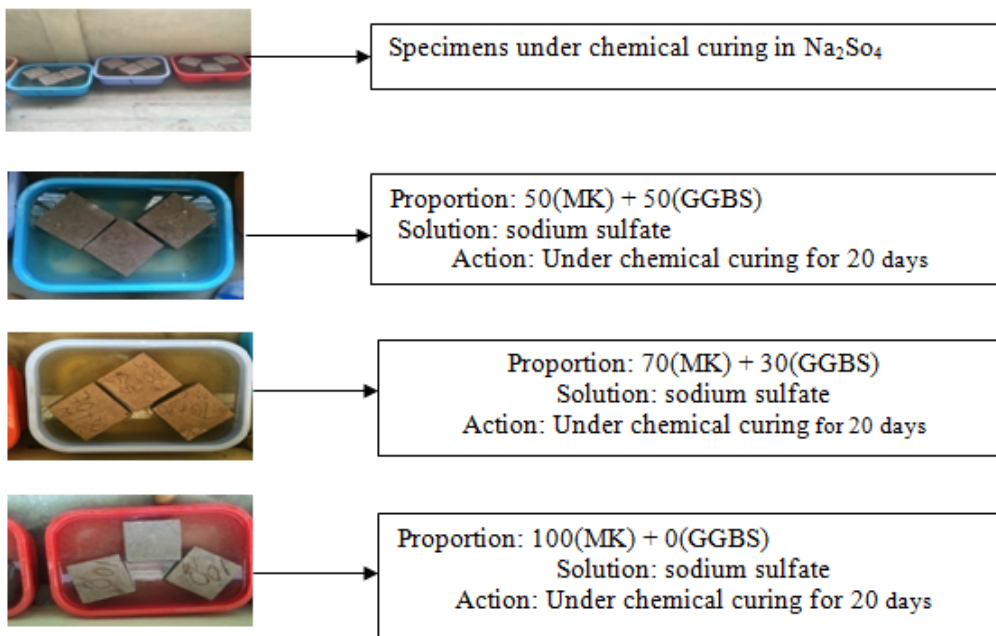 Specimens under chemical curing in Na₂So₄
Proportion: 50(MK) + 50(GGBS)
Solution: sodium sulfate
Action: Under chemical curing for 20 days
Proportion: 70(MK) + 30(GGBS)
Solution: sodium sulfate
Action: Under chemical curing for 20 days
Proportion: 100(MK) + 0(GGBS)
Solution: sodium sulfate
Action: Under chemical curing for 20 days